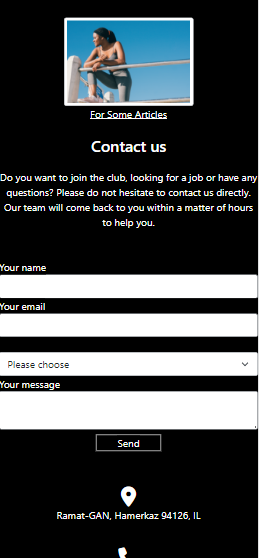 For Some Articles
Contact us
Do you want to join the club, looking for a job or have any
questions? Please do not hesitate to contact us directly.
Our team will come back to you within a matter of hours
to help you.
Your name
Your email
Please choose
Your message
Send
Ramat-GAN, Hamerkaz 94126, IL